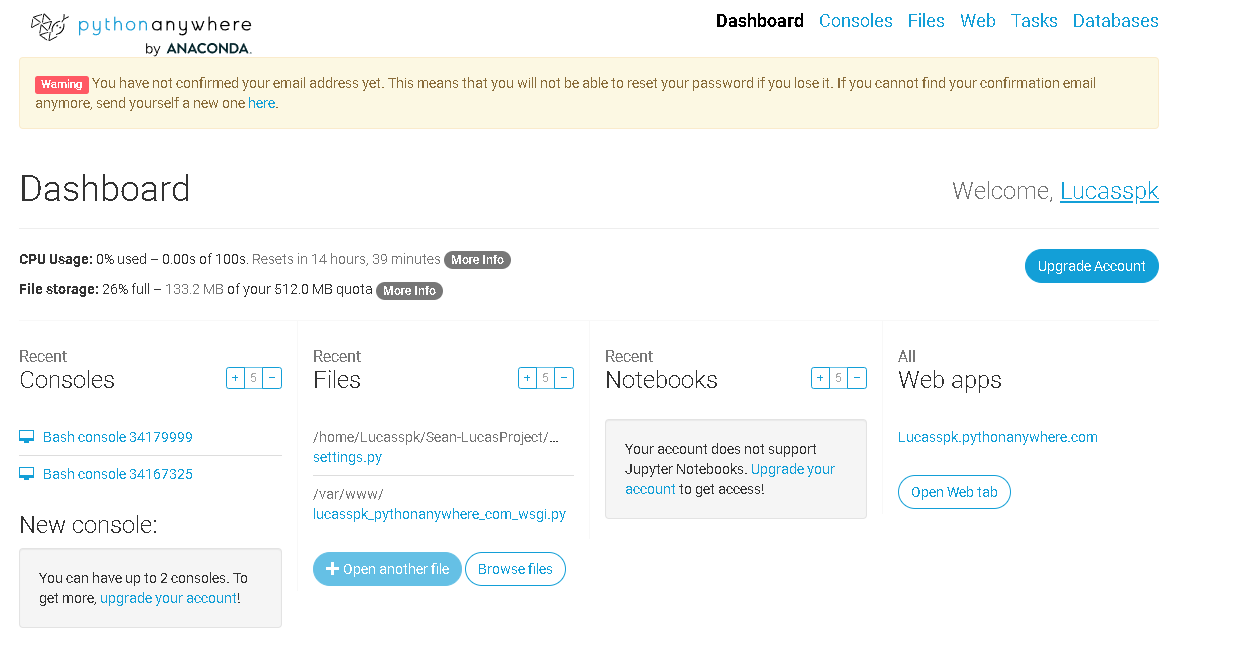 pythonanywhere
by ANACONDA.
Dashboard Consoles Files Web Tasks Databases
Warning You have not confirmed your email address yet. This means that you will not be able to reset your password if you lose it. If you cannot find your confirmation email
anymore, send yourself a new one here.
Dashboard
Welcome, Lucasspk
CPU Usage: 0% used – 0.00s of 100s. Resets in 14 hours, 39 minutes More Info
Upgrade Account
File storage: 26% full – 133.2 MB of your 512.0 MB quota More Info
Recent
Consoles
+ 5 −
Bash console 34179999
Bash console 34167325
New console:
You can have up to 2 consoles. To
get more, upgrade your account!
Recent
Files
+ 5 −
/home/Lucasspk/Sean-LucasProject/...
settings.py
/var/www/
lucasspk_pythonanywhere_com_wsgi.py
+ Open another file Browse files
Recent
Notebooks
+ 5 −
Your account does not support
Jupyter Notebooks. Upgrade your
account to get access!
All
Web apps
Lucasspk.pythonanywhere.com
Open Web tab